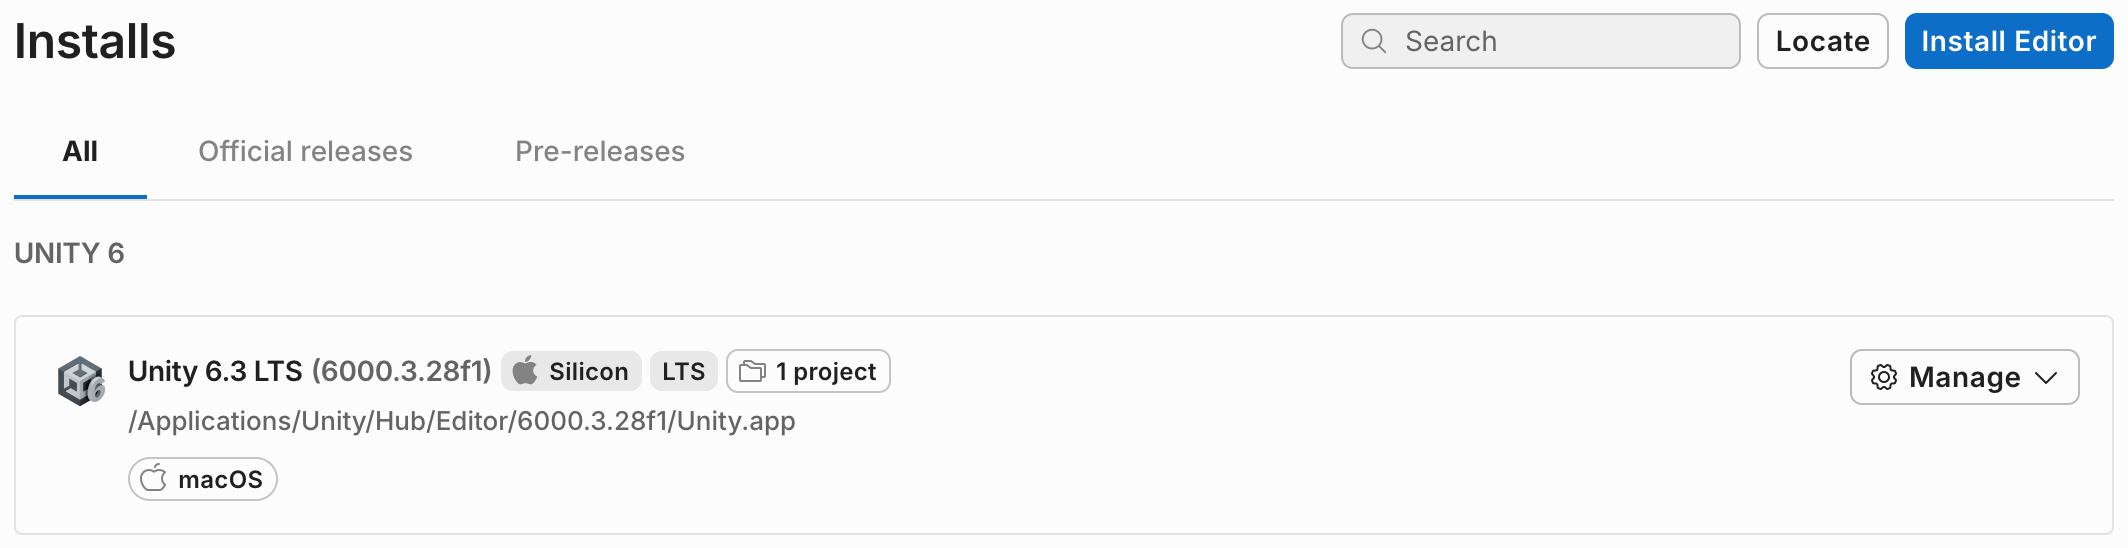 Installs
Search
Locate
Install Editor
All
Official releases
Pre-releases
UNITY 6
Unity 6.3 LTS (6000.3.28f1) Silicon LTS 1 project
Manage
/Applications/Unity/Hub/Editor/6000.3.28f1/Unity.app
macOS